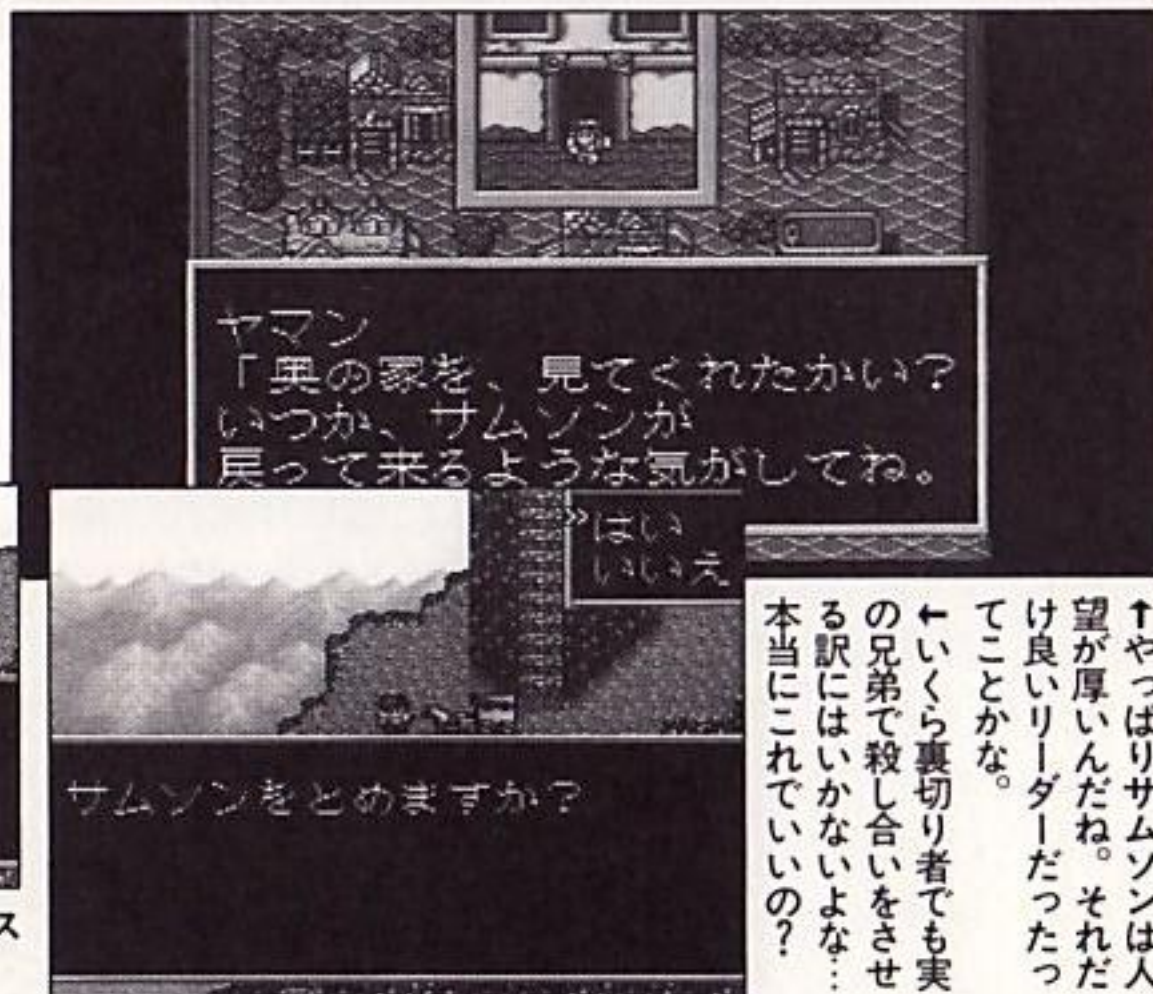 ヤマン
「奥の家を、見てくれたかい?
いつか、サムソンが
戻って来るような気がしてね。
はい
いいえ
サムソンをとめますか?
↑やっぱりサムソンは人
望が厚いんだね。それだ
け良いリーダーだったっ
てことかな。
←いくら裏切り者でも実
の兄弟で殺し合いをさせ
る訳にはいかないよな…
本当にこれでいいの?
ス